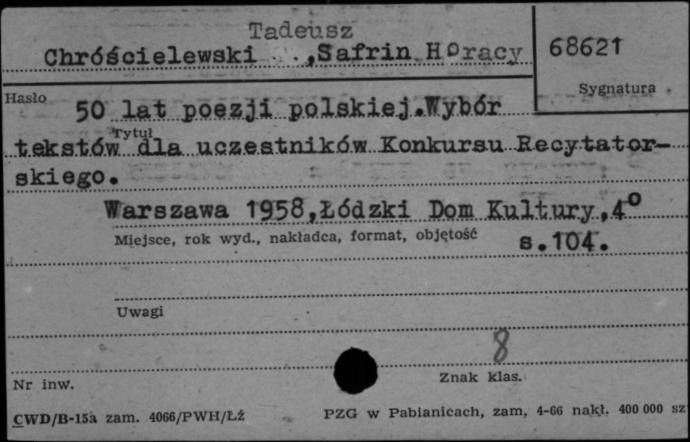 Tadeusz
Chróścielewski , Safrin Horacy 68621
Sygnatura
Hasło 50 lat poezji polskiej.Wybór
Tytuł
tekstów dla uczestników Konkursu Recytator-
skiego.
Warszawa 1958,Łódzki Dom Kultury,4°
Miejsce, rok wyd., nakładca, format, objętość s.104.
Uwagi
8
Nr inw. Znak klas.
CWD/B-15a zam. 4066/PWH/Łż PZG w Pabianicach, zam. 4-66 nakł. 400 000 sz